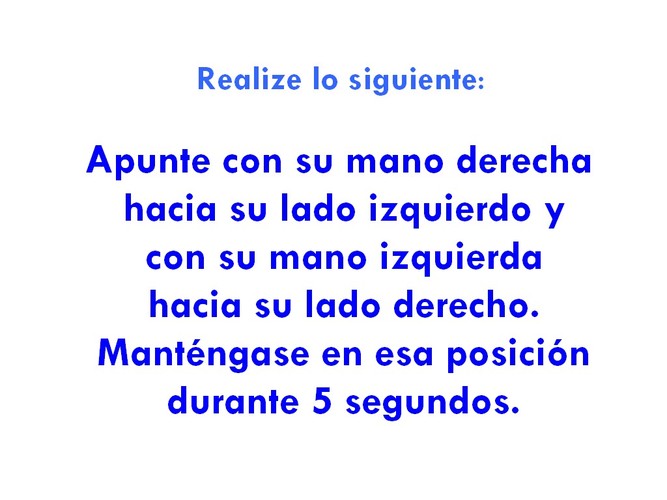 Realize lo siguiente:
Apunte con su mano derecha
hacia su lado izquierdo y
con su mano izquierda
hacia su lado derecho.
Manténgase en esa posición
durante 5 segundos.